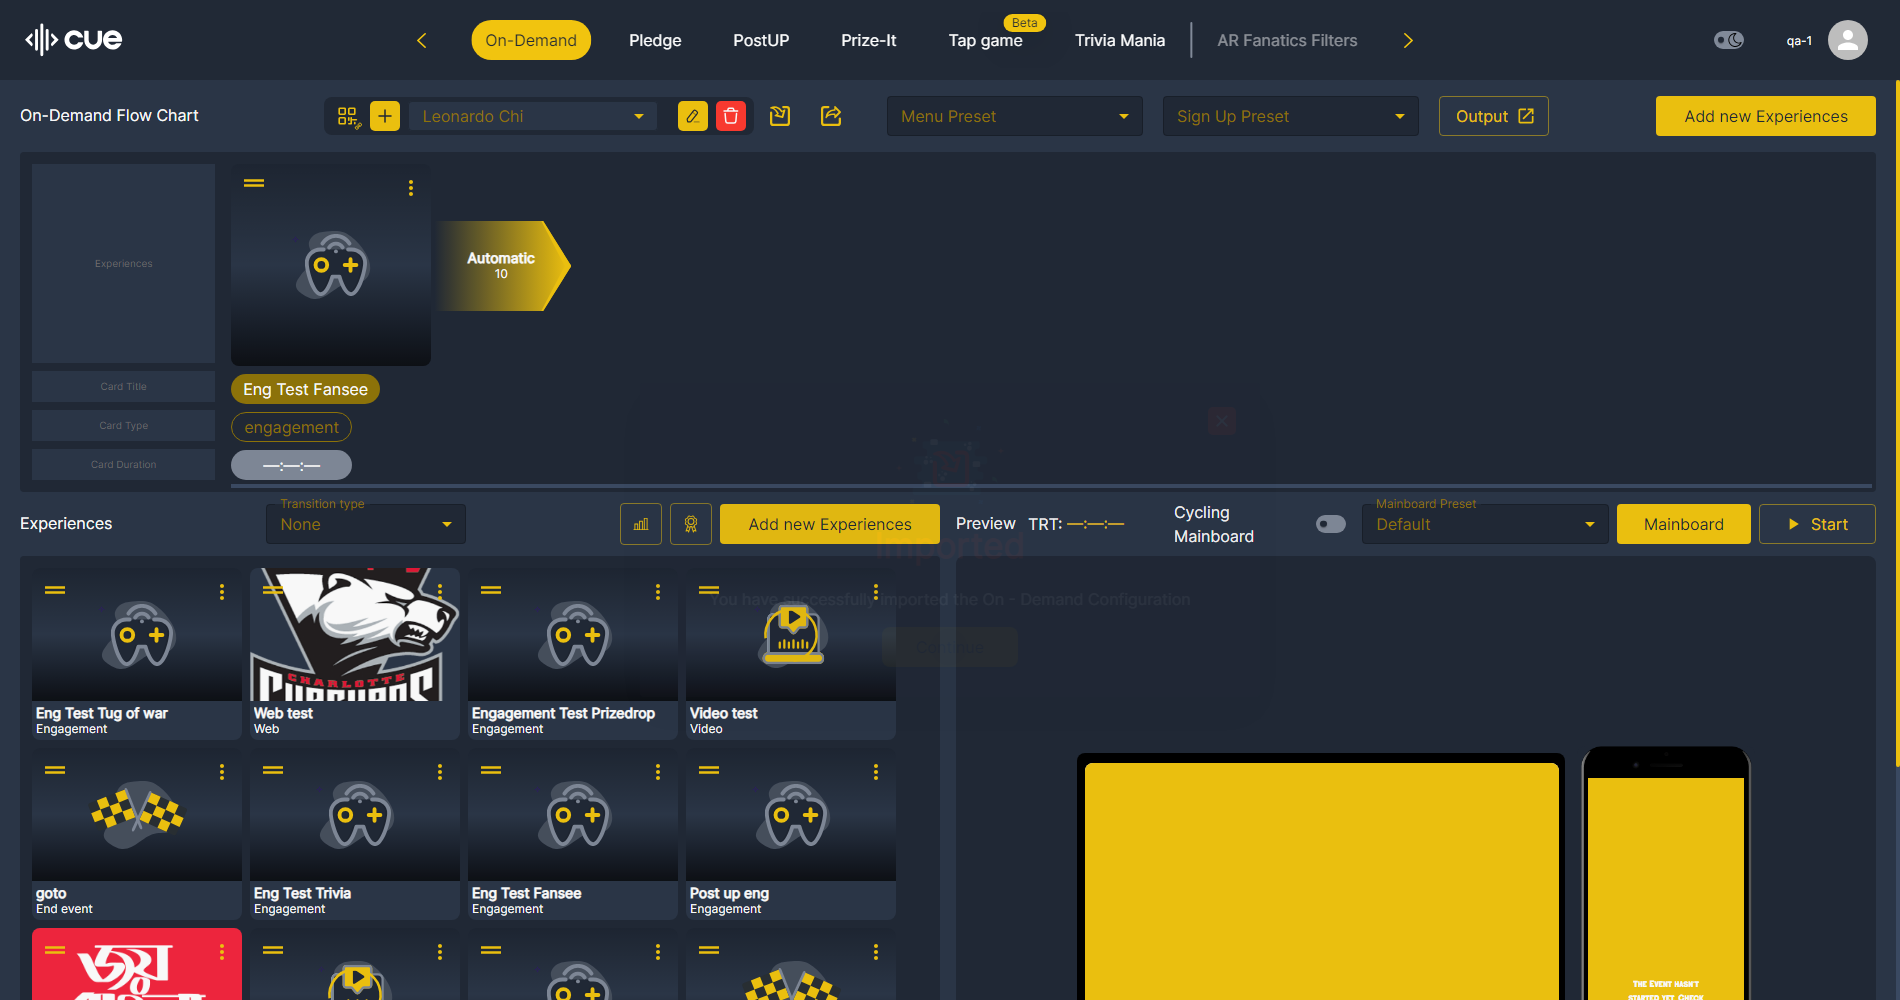 cue
On-Demand
Pledge
PostUP
Prize-It
Beta
Tap game
Trivia Mania
AR Fanatics Filters
qa-1
On-Demand Flow Chart
Leonardo Chi
Menu Preset
Sign Up Preset
Output
Add new Experiences
Experiences
Automatic
10
Card Title
Eng Test Fansee
Card Type
engagement
Card Duration
—:—:—
Experiences
Transition type
None
Add new Experiences
Preview
TRT: —:—:—
Cycling
Mainboard
Mainboard Preset
Default
Mainboard
Start
Imported
You have successfully imported the On - Demand Configuration
Continue
CHARLOTTE
Eng Test Tug of war
Engagement
Web test
Web
Engagement Test Prizedrop
Engagement
Video test
Video
goto
End event
Eng Test Trivia
Engagement
Eng Test Fansee
Engagement
Post up eng
Engagement
জয়
The Event hasn't
started yet. Check